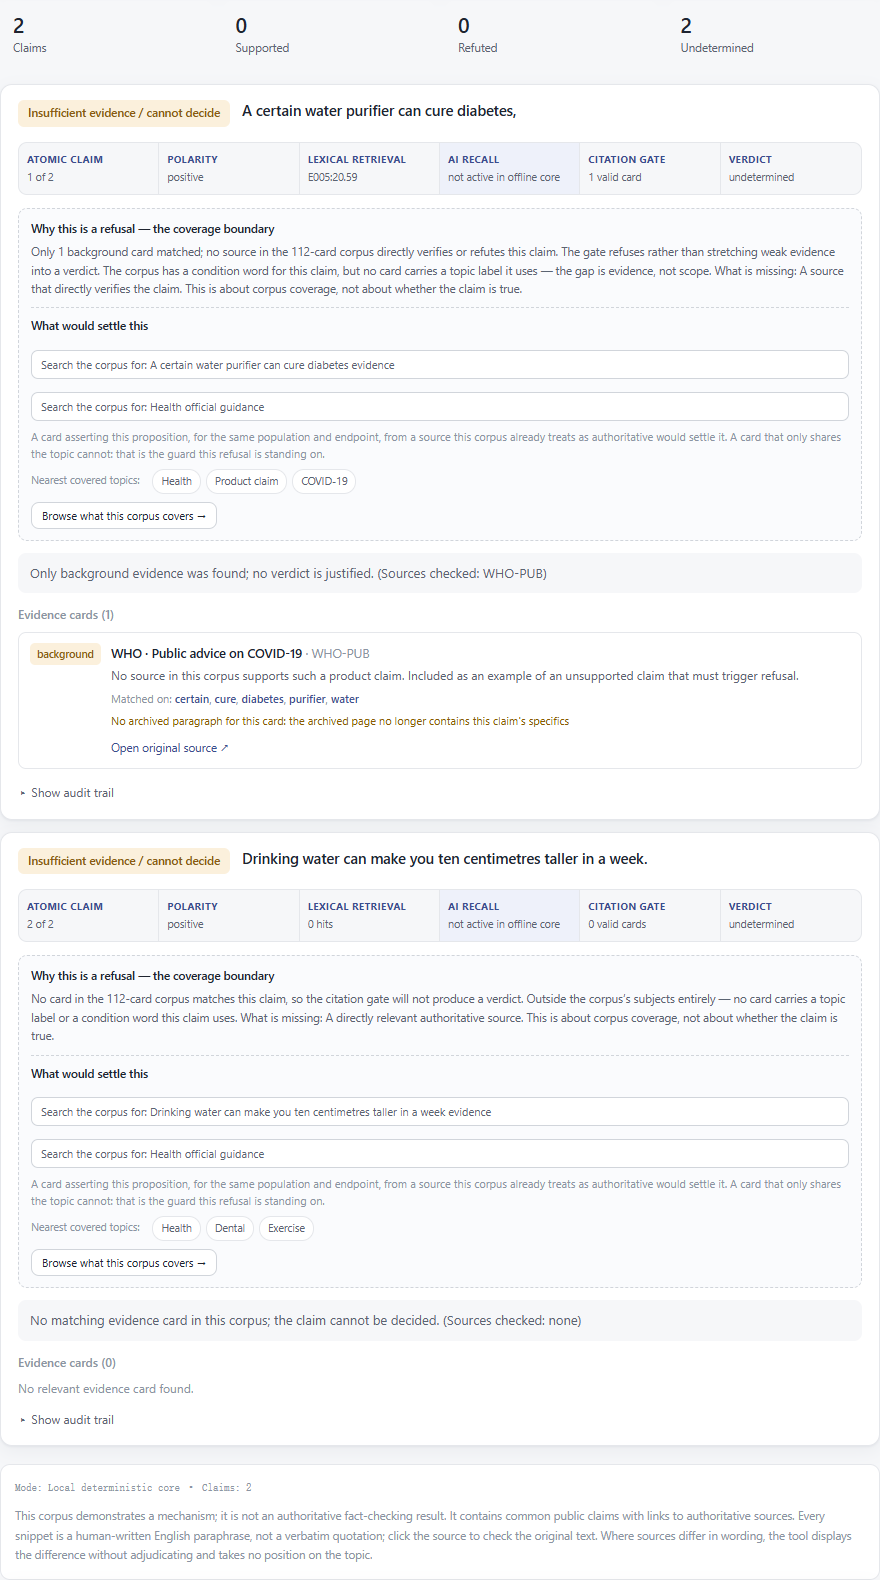 2
Claims
0
Supported
0
Refuted
2
Undetermined
Insufficient evidence / cannot decide
A certain water purifier can cure diabetes,
ATOMIC CLAIM
1 of 2
POLARITY
positive
LEXICAL RETRIEVAL
E005:20.59
AI RECALL
not active in offline core
CITATION GATE
1 valid card
VERDICT
undetermined
Why this is a refusal — the coverage boundary
Only 1 background card matched; no source in the 112-card corpus directly verifies or refutes this claim. The gate refuses rather than stretching weak evidence
into a verdict. The corpus has a condition word for this claim, but no card carries a topic label it uses — the gap is evidence, not scope. What is missing: A source
that directly verifies the claim. This is about corpus coverage, not about whether the claim is true.
What would settle this
Search the corpus for: A certain water purifier can cure diabetes evidence
Search the corpus for: Health official guidance
A card asserting this proposition, for the same population and endpoint, from a source this corpus already treats as authoritative would settle it. A card that only shares
the topic cannot: that is the guard this refusal is standing on.
Nearest covered topics:
Health
Product claim
COVID-19
Browse what this corpus covers →
Only background evidence was found; no verdict is justified. (Sources checked: WHO-PUB)
Evidence cards (1)
background
WHO · Public advice on COVID-19 · WHO-PUB
No source in this corpus supports such a product claim. Included as an example of an unsupported claim that must trigger refusal.
Matched on: certain, cure, diabetes, purifier, water
No archived paragraph for this card: the archived page no longer contains this claim's specifics
Open original source ↗
▸ Show audit trail
Insufficient evidence / cannot decide
Drinking water can make you ten centimetres taller in a week.
ATOMIC CLAIM
2 of 2
POLARITY
positive
LEXICAL RETRIEVAL
0 hits
AI RECALL
not active in offline core
CITATION GATE
0 valid cards
VERDICT
undetermined
Why this is a refusal — the coverage boundary
No card in the 112-card corpus matches this claim, so the citation gate will not produce a verdict. Outside the corpus's subjects entirely — no card carries a topic
label or a condition word this claim uses. What is missing: A directly relevant authoritative source. This is about corpus coverage, not about whether the claim is
true.
What would settle this
Search the corpus for: Drinking water can make you ten centimetres taller in a week evidence
Search the corpus for: Health official guidance
A card asserting this proposition, for the same population and endpoint, from a source this corpus already treats as authoritative would settle it. A card that only shares
the topic cannot: that is the guard this refusal is standing on.
Nearest covered topics:
Health
Dental
Exercise
Browse what this corpus covers →
No matching evidence card in this corpus; the claim cannot be decided. (Sources checked: none)
Evidence cards (0)
No relevant evidence card found.
▸ Show audit trail
Mode: Local deterministic core · Claims: 2
This corpus demonstrates a mechanism; it is not an authoritative fact-checking result. It contains common public claims with links to authoritative sources. Every
snippet is a human-written English paraphrase, not a verbatim quotation; click the source to check the original text. Where sources differ in wording, the tool displays
the difference without adjudicating and takes no position on the topic.